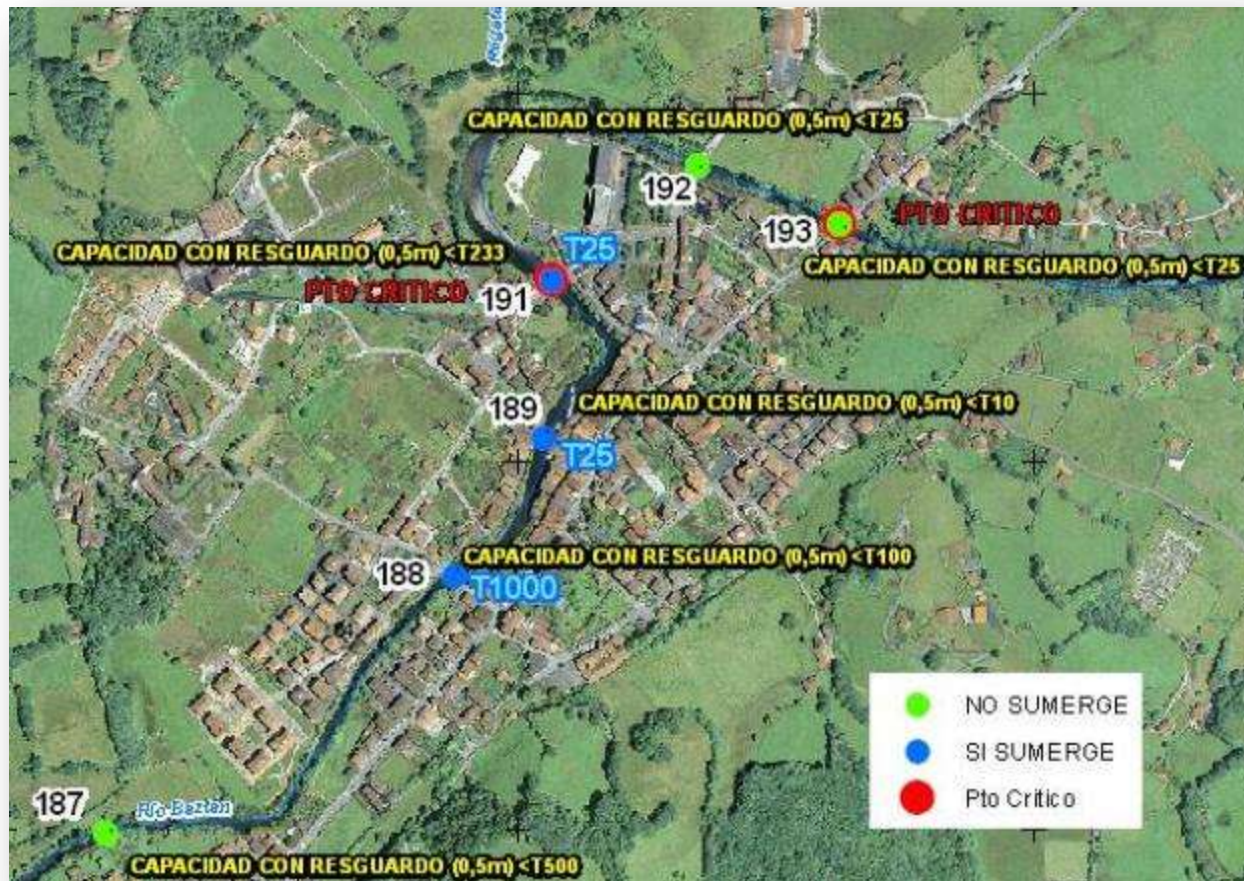 CAPACIDAD CON RESGUARDO (0,5m) <T25
192
193
PTO CRITICO
CAPACIDAD CON RESGUARDO (0,5m) <T233
T25
CAPACIDAD CON RESGUARDO (0,5m) <T25
PTO CRITICO
191
189
CAPACIDAD CON RESGUARDO (0,5m) <T10
T25
CAPACIDAD CON RESGUARDO (0,5m) <T100
188
T1000
NO SUMERGE
SI SUMERGE
Pto Critico
187
Río Baztán
CAPACIDAD CON RESGUARDO (0,5m) <T500